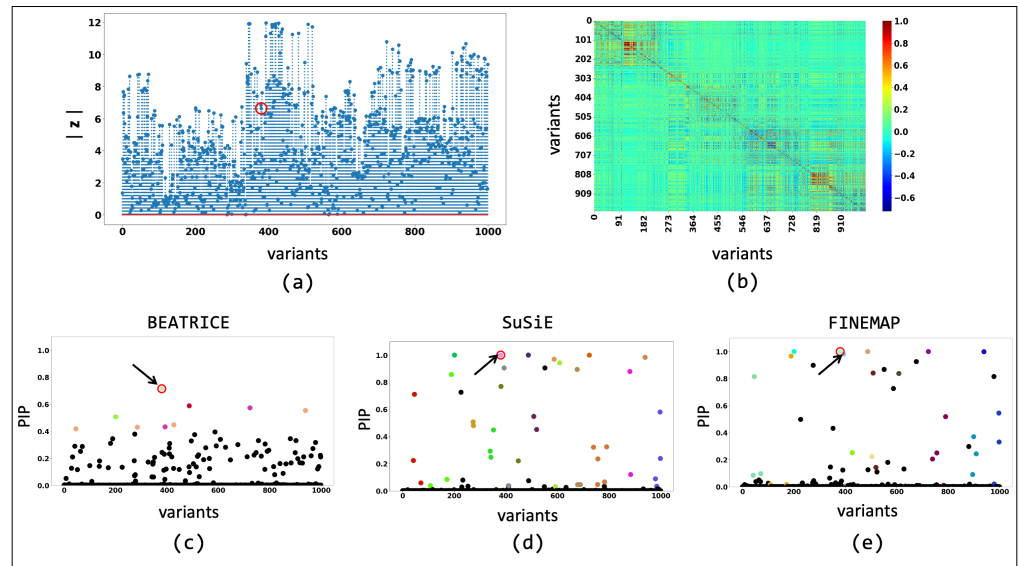 12
10
8
6
4
2
0
| z |
0 200 400 600 800 1000
variants
(a)
0
101
202
303
404
505
606
707
808
909
variants
0 91 182 273 364 455 546 637 728 819 910
variants
1.0
0.8
0.6
0.4
0.2
0.0
−0.2
−0.4
−0.6
(b)
BEATRICE
1.0
0.8
0.6
0.4
0.2
0.0
PIP
0 200 400 600 800 1000
variants
(c)
SuSiE
1.0
0.8
0.6
0.4
0.2
0.0
PIP
0 200 400 600 800 1000
variants
(d)
FINEMAP
1.0
0.8
0.6
0.4
0.2
0.0
PIP
0 200 400 600 800 1000
variants
(e)